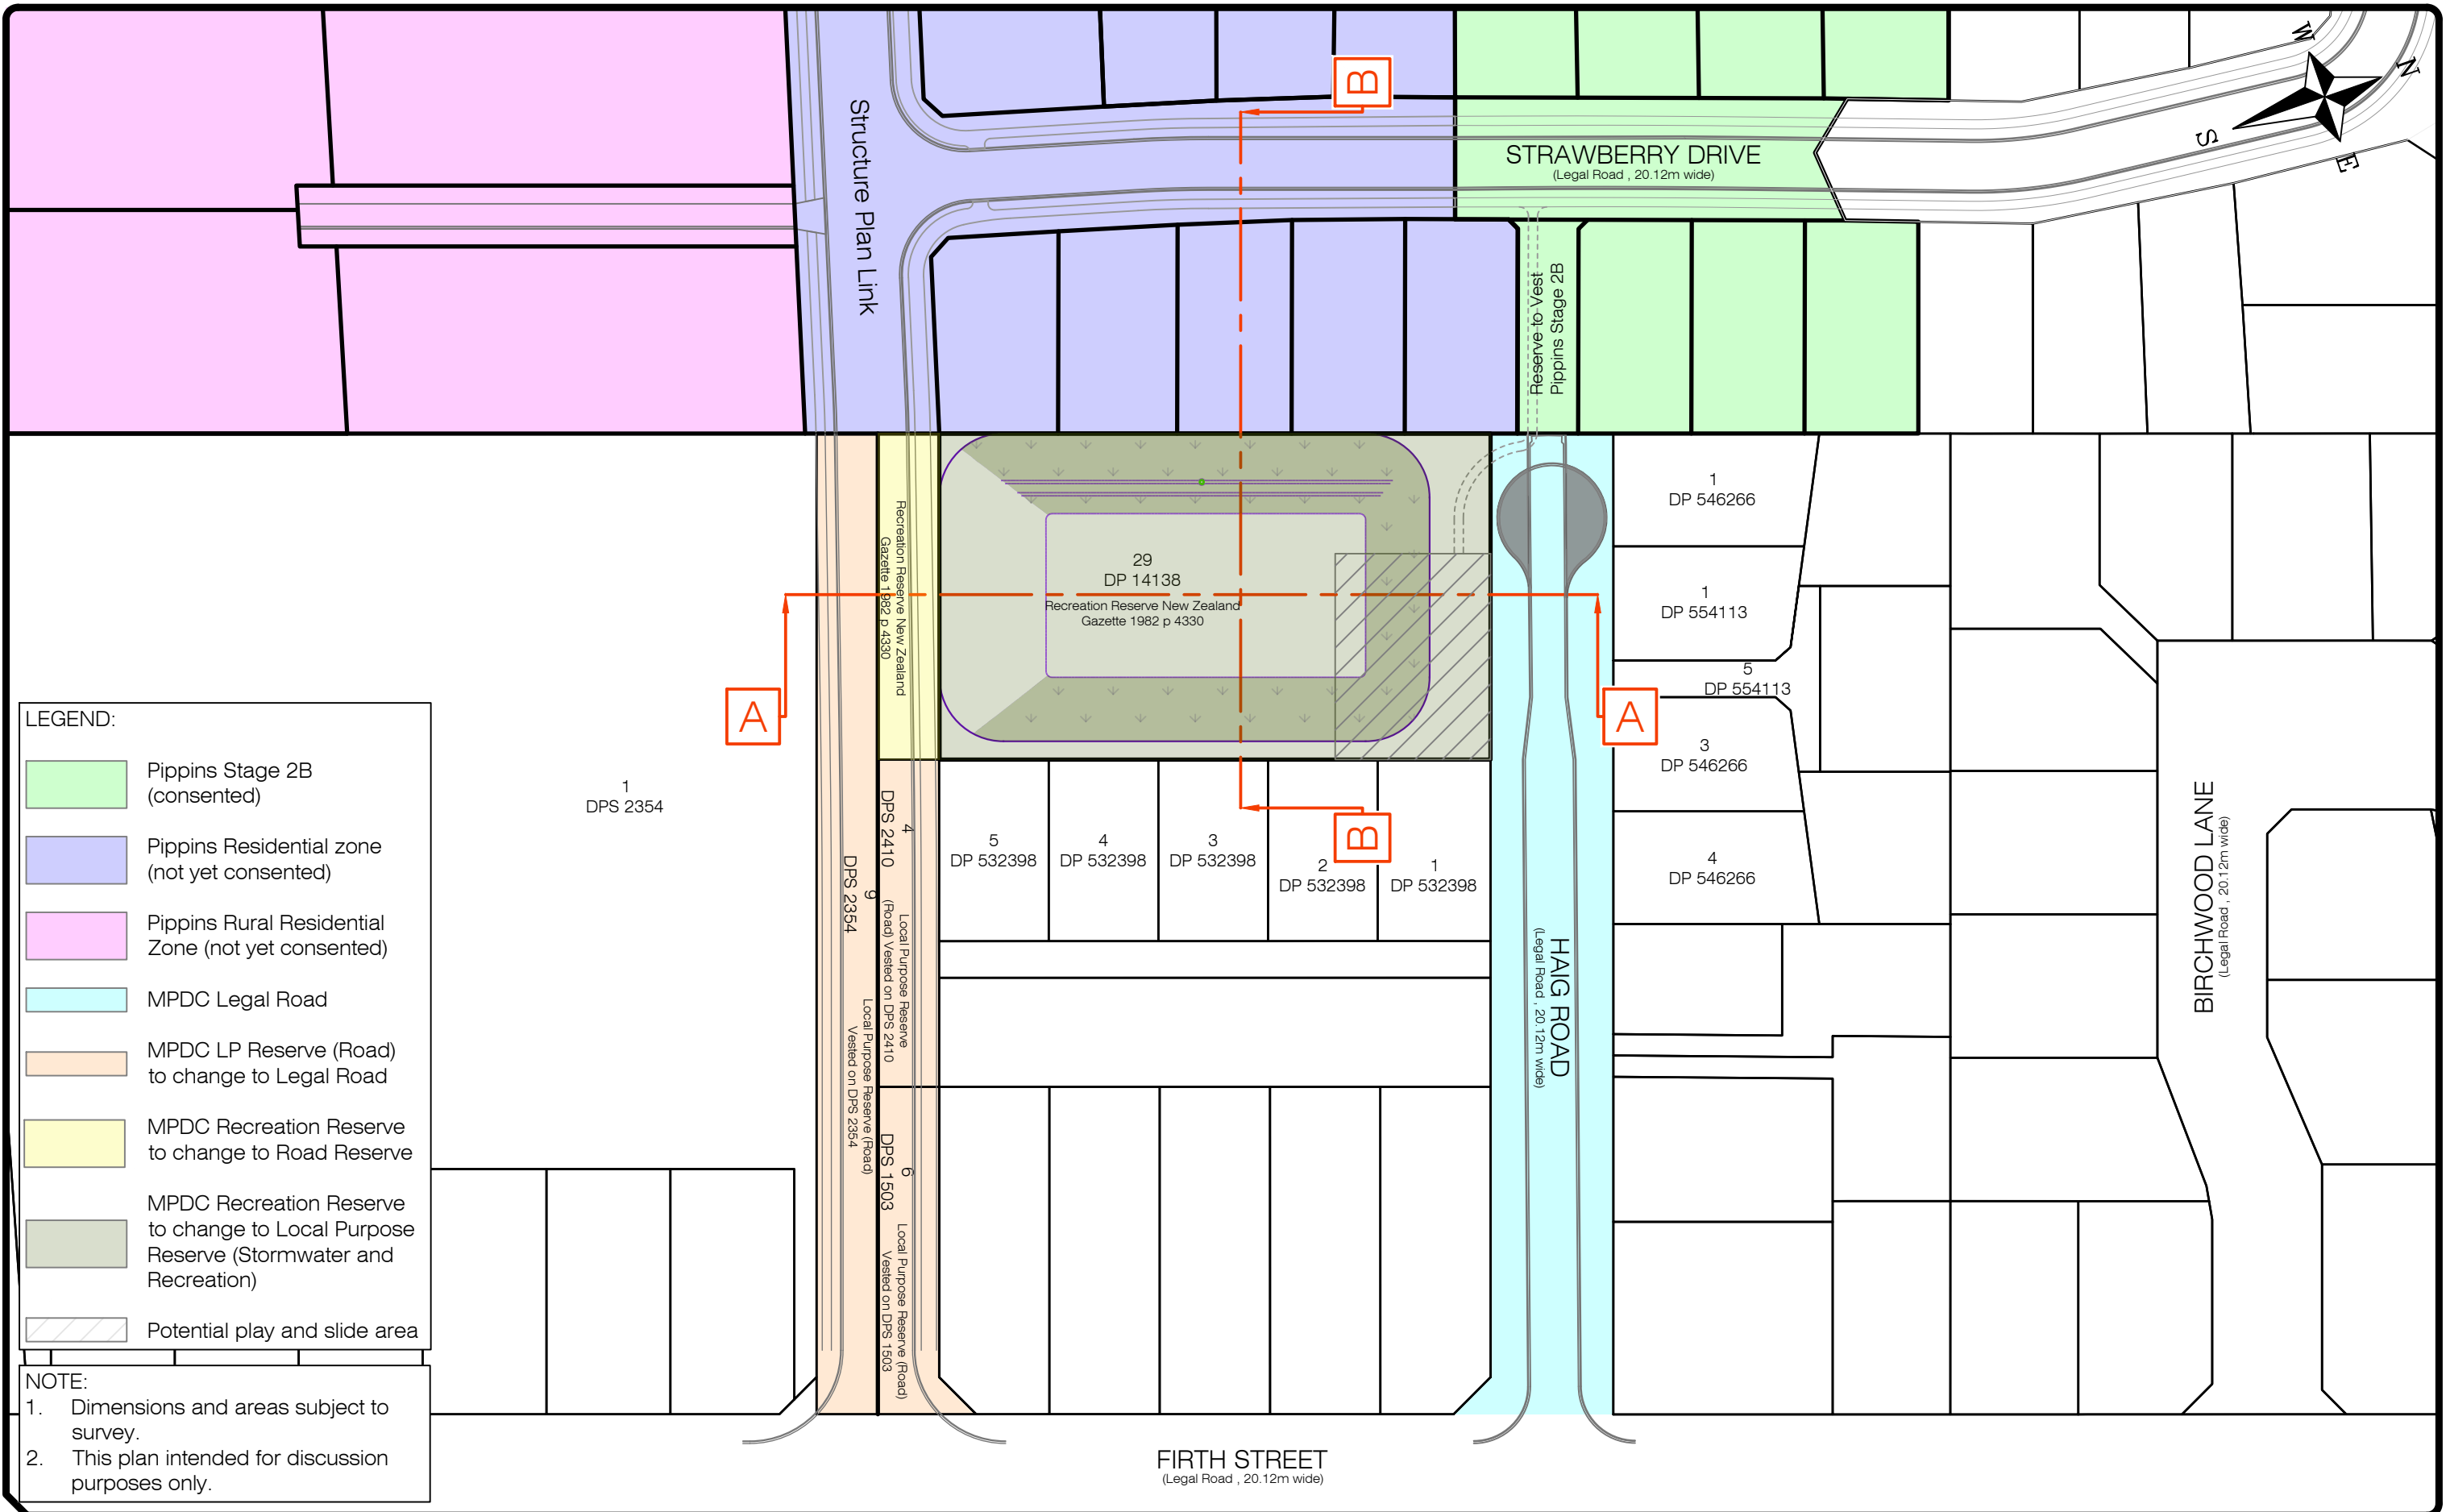 W
N
S
E
B
Structure Plan Link
STRAWBERRY DRIVE
(Legal Road , 20.12m wide)
Reserve to Vest
Pippins Stage 2B
Recreation Reserve New Zealand
Gazette 1982 p 4330
29
DP 14138
Recreation Reserve New Zealand
Gazette 1982 p 4330
1
DP 546266
1
DP 554113
5
DP 554113
3
DP 546266
4
DP 546266
A
A
B
1
DPS 2354
5
DP 532398
4
DP 532398
3
DP 532398
2
DP 532398
1
DP 532398
4
DPS 2410
Local Purpose Reserve
(Road) Vested on DPS 2410
9
DPS 2354
Local Purpose Reserve (Road)
Vested on DPS 2354
6
DPS 1503
Local Purpose Reserve (Road)
Vested on DPS 1503
HAIG ROAD
(Legal Road , 20.12m wide)
BIRCHWOOD LANE
(Legal Road , 20.12m wide)
FIRTH STREET
(Legal Road , 20.12m wide)
LEGEND:
Pippins Stage 2B
(consented)
Pippins Residential zone
(not yet consented)
Pippins Rural Residential
Zone (not yet consented)
MPDC Legal Road
MPDC LP Reserve (Road)
to change to Legal Road
MPDC Recreation Reserve
to change to Road Reserve
MPDC Recreation Reserve
to change to Local Purpose
Reserve (Stormwater and
Recreation)
Potential play and slide area
NOTE:
1. Dimensions and areas subject to
survey.
2. This plan intended for discussion
purposes only.